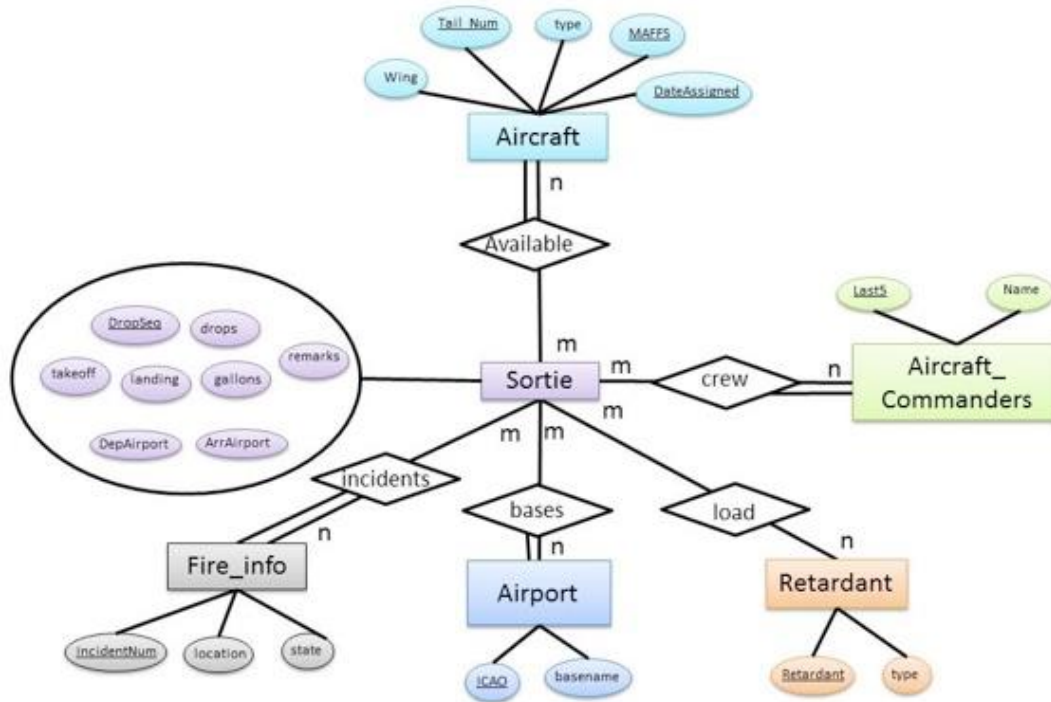 Tail_Num
type
MAFFS
Wing
DateAssigned
Aircraft
n
Available
m
Last5
Name
DropSeq
drops
remarks
takeoff
landing
gallons
DepAirport
ArrAirport
Sortie
m
crew
n
Aircraft_
Commanders
m
m
m
incidents
bases
load
n
n
n
Fire_info
Airport
Retardant
IncidentNum
location
state
ICAO
basename
Retardant
type